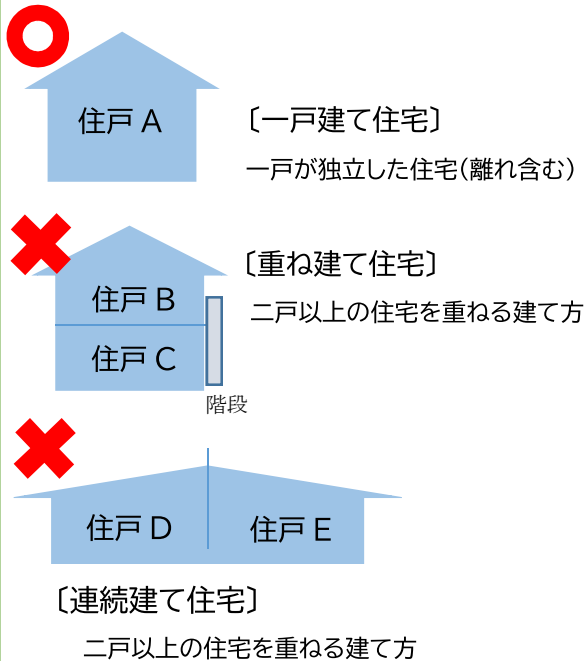 住戸 A
〔一戸建て住宅〕
一戸が独立した住宅(離れ含む)
〔重ね建て住宅〕
住戸 B
二戸以上の住宅を重ねる建て方
住戸 C
階段
住戸 D
住戸 E
〔連続建て住宅〕
二戸以上の住宅を重ねる建て方